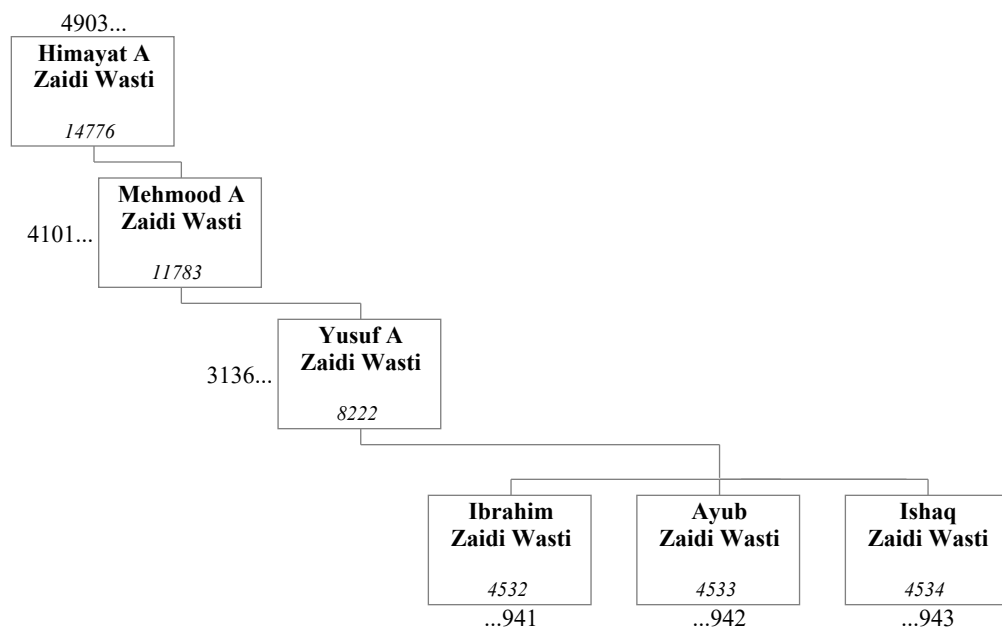 4903...
Himayat A
Zaidi Wasti
14776
Mehmood A
Zaidi Wasti
4101...
11783
Yusuf A
Zaidi Wasti
3136...
8222
Ibrahim
Zaidi Wasti
4532
...941
Ayub
Zaidi Wasti
4533
...942
Ishaq
Zaidi Wasti
4534
...943